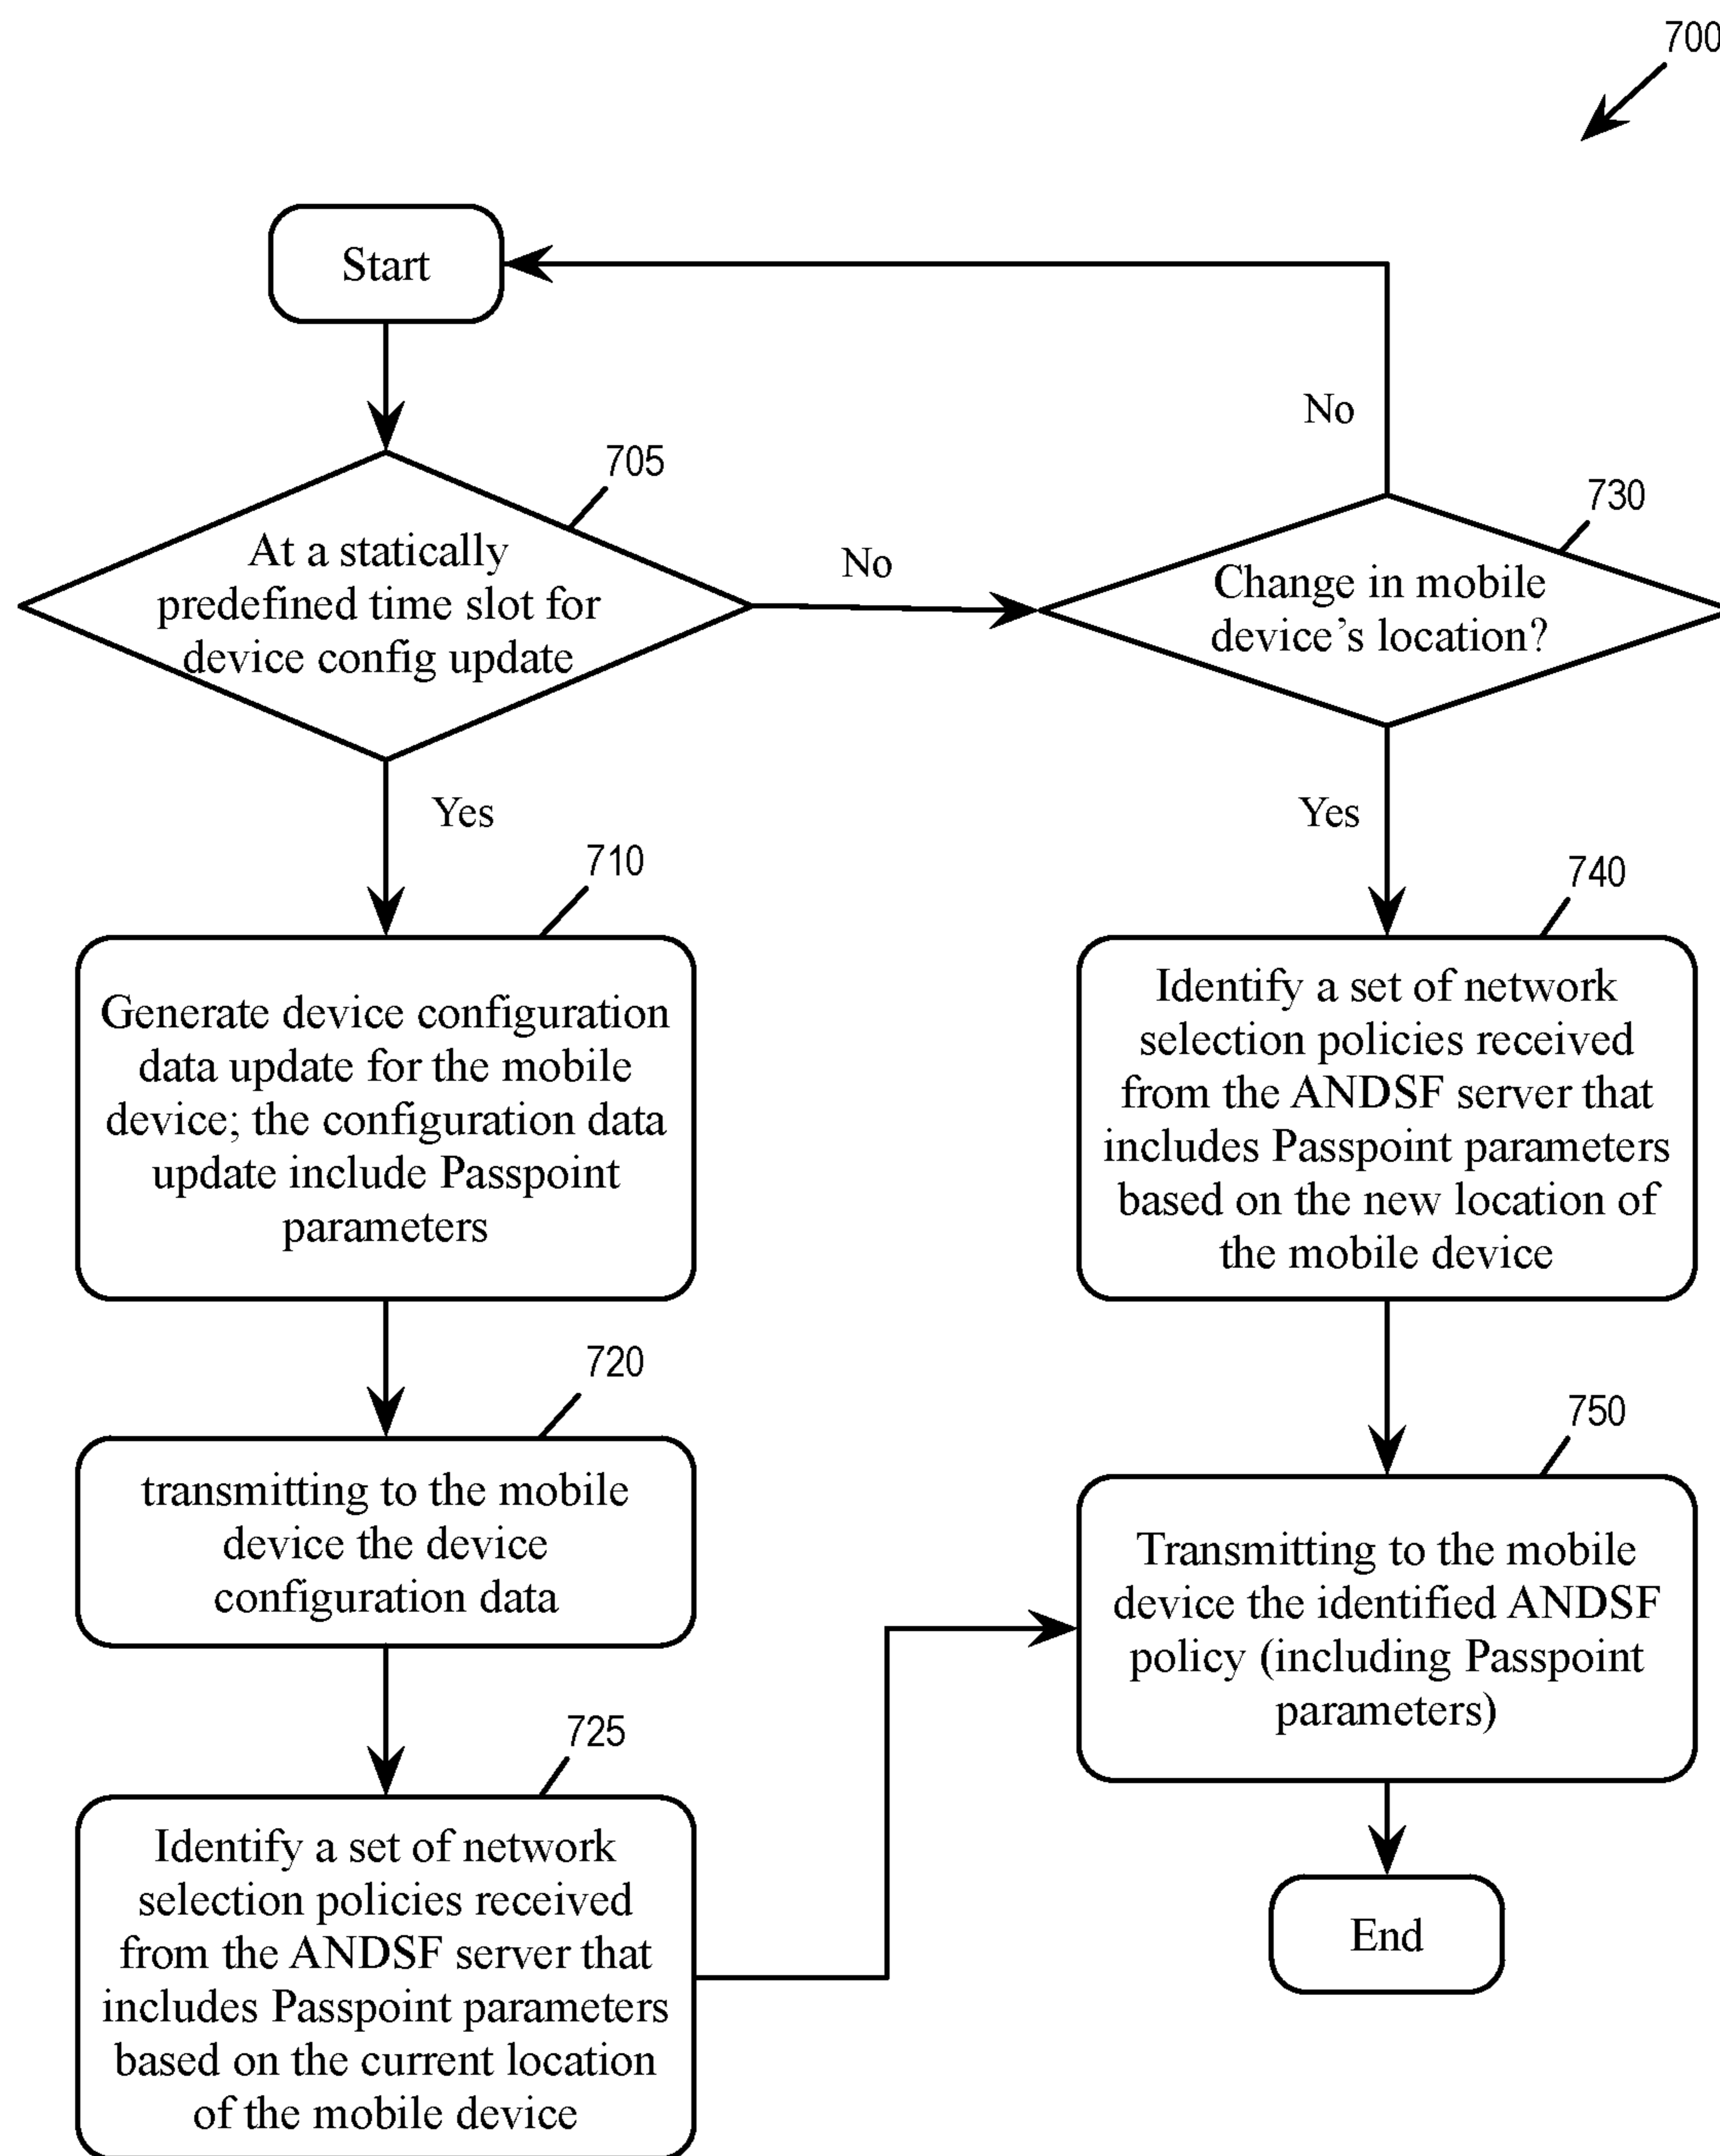 700
Start
705
At a statically
predefined time slot for
device config update
No
No
730
Change in mobile
device’s location?
Yes
Yes
710
Generate device configuration
data update for the mobile
device; the configuration data
update include Passpoint
parameters
740
Identify a set of network
selection policies received
from the ANDSF server that
includes Passpoint parameters
based on the new location of
the mobile device
720
transmitting to the mobile
device the device
configuration data
750
Transmitting to the mobile
device the identified ANDSF
policy (including Passpoint
parameters)
725
Identify a set of network
selection policies received
from the ANDSF server that
includes Passpoint parameters
based on the current location
of the mobile device
End